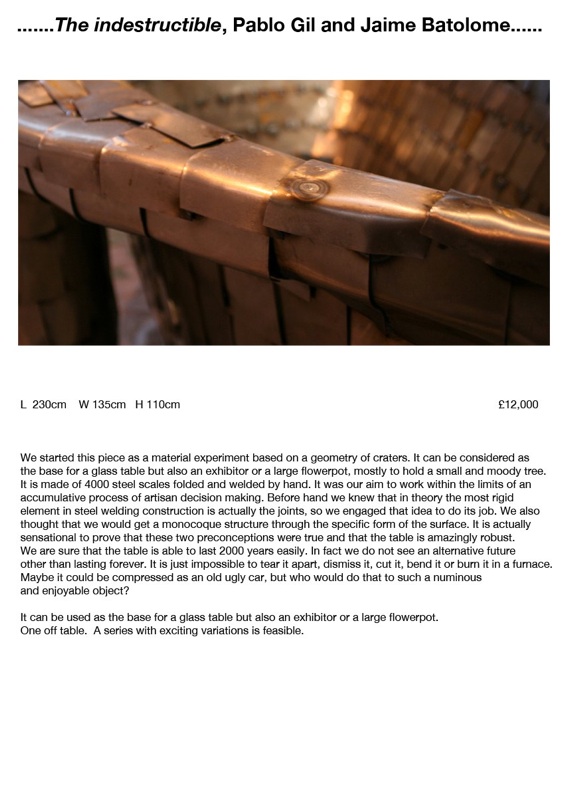 .......The indestructible, Pablo Gil and Jaime Batolome......
L 230cm W 135cm H 110cm £12,000
We started this piece as a material experiment based on a geometry of craters. It can be considered as
the base for a glass table but also an exhibitor or a large flowerpot, mostly to hold a small and moody tree.
It is made of 4000 steel scales folded and welded by hand. It was our aim to work within the limits of an
accumulative process of artisan decision making. Before hand we knew that in theory the most rigid
element in steel welding construction is actually the joints, so we engaged that idea to do its job. We also
thought that we would get a monocoque structure through the specific form of the surface. It is actually
sensational to prove that these two preconceptions were true and that the table is amazingly robust.
We are sure that the table is able to last 2000 years easily. In fact we do not see an alternative future
other than lasting forever. It is just impossible to tear it apart, dismiss it, cut it, bend it or burn it in a furnace.
Maybe it could be compressed as an old ugly car, but who would do that to such a numinous
and enjoyable object?
It can be used as the base for a glass table but also an exhibitor or a large flowerpot.
One off table. A series with exciting variations is feasible.